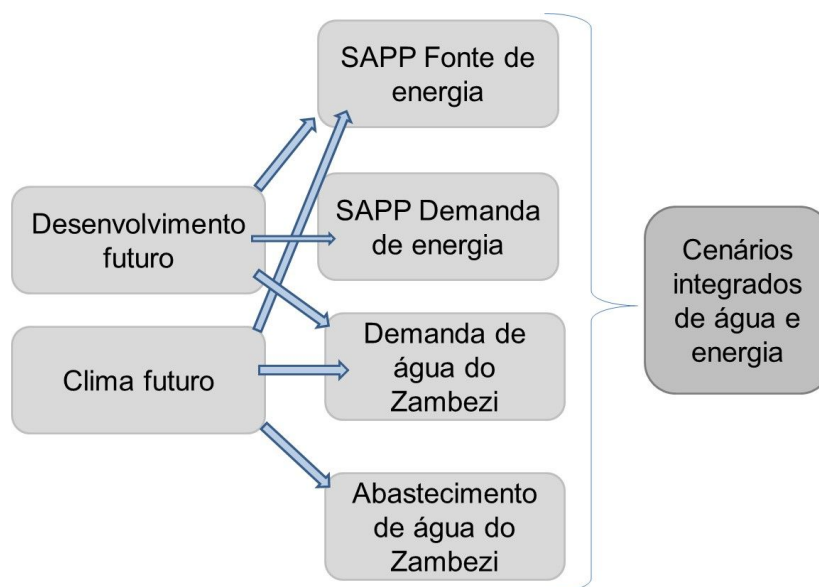 SAPP Fonte de
energia
Desenvolvimento
futuro
SAPP Demanda
de energia
Cenários
integrados
de água e
energia
Clima futuro
Demanda de
água do
Zambezi
Abastecimento
de água do
Zambezi